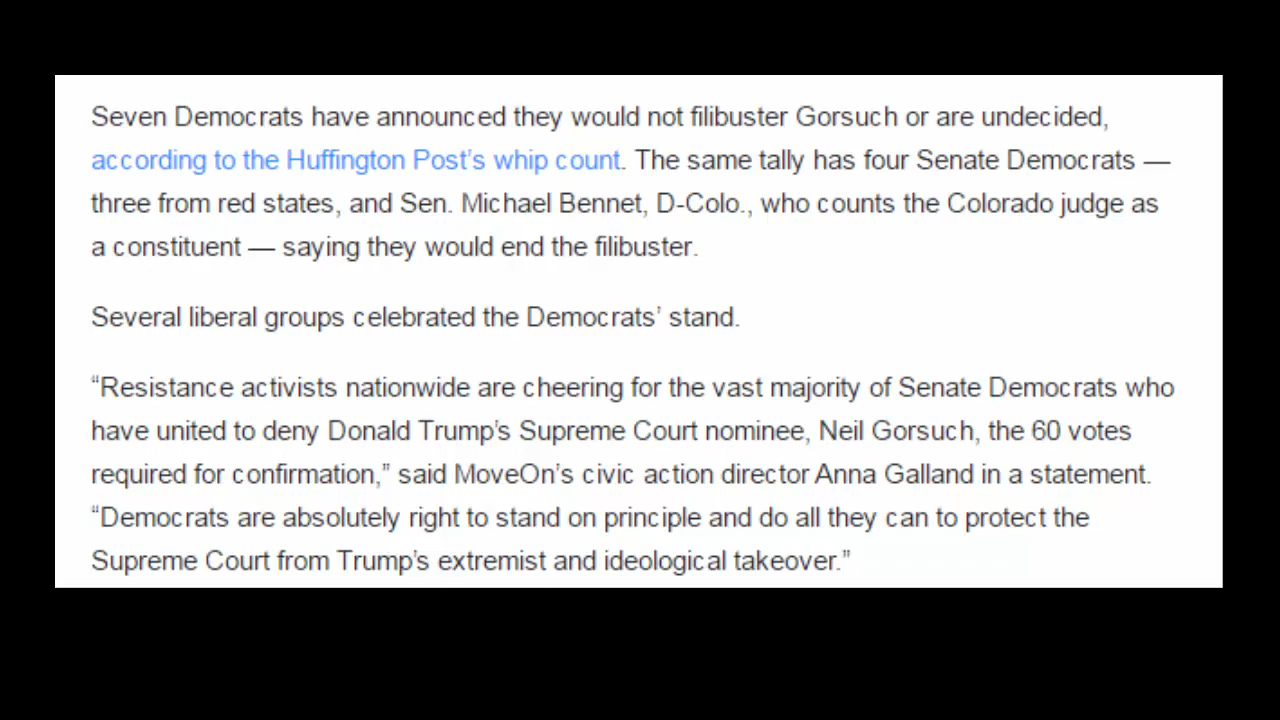 Seven Democrats have announced they would not filibuster Gorsuch or are undecided,
according to the Huffington Post’s whip count. The same tally has four Senate Democrats —
three from red states, and Sen. Michael Bennet, D-Colo., who counts the Colorado judge as
a constituent — saying they would end the filibuster.
Several liberal groups celebrated the Democrats’ stand.
“Resistance activists nationwide are cheering for the vast majority of Senate Democrats who
have united to deny Donald Trump’s Supreme Court nominee, Neil Gorsuch, the 60 votes
required for confirmation,” said MoveOn’s civic action director Anna Galland in a statement.
“Democrats are absolutely right to stand on principle and do all they can to protect the
Supreme Court from Trump’s extremist and ideological takeover.”